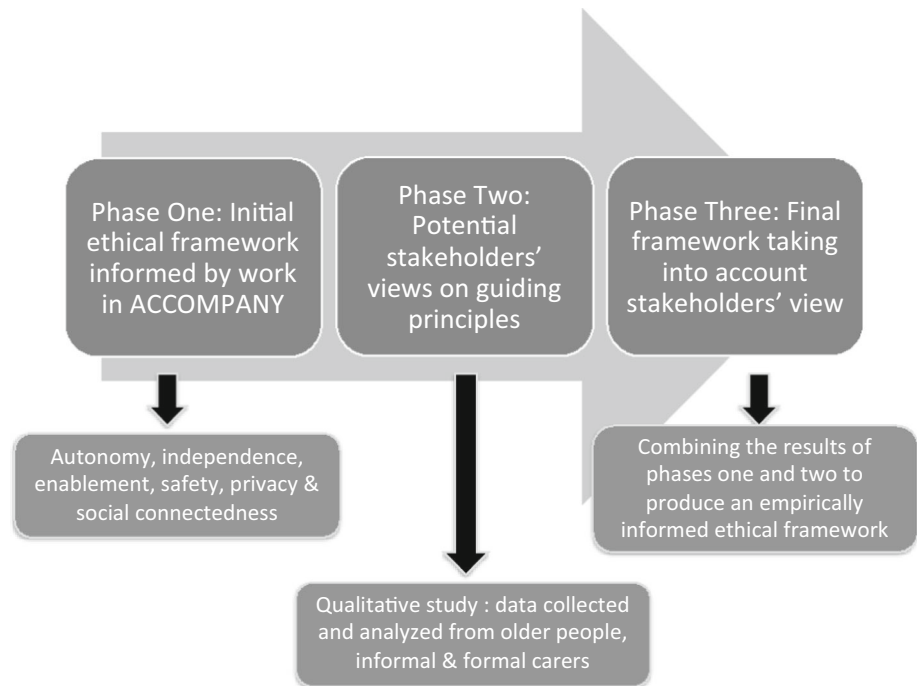 Phase One: Initial
ethical framework
informed by work
in ACCOMPANY
Phase Two:
Potential
stakeholders’
views on guiding
principles
Phase Three: Final
framework taking
into account
stakeholders’ view
Autonomy, independence,
enablement, safety, privacy &
social connectedness
Qualitative study : data collected
and analyzed from older people,
informal & formal carers
Combining the results of
phases one and two to
produce an empirically
informed ethical framework